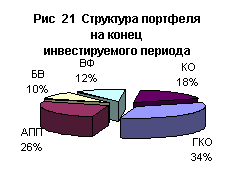 Рис 21 Структура портфеля
на конец
инвестируемого периода
ВФ
12%
КО
18%
БВ
10%
АПП
26%
ГКО
34%